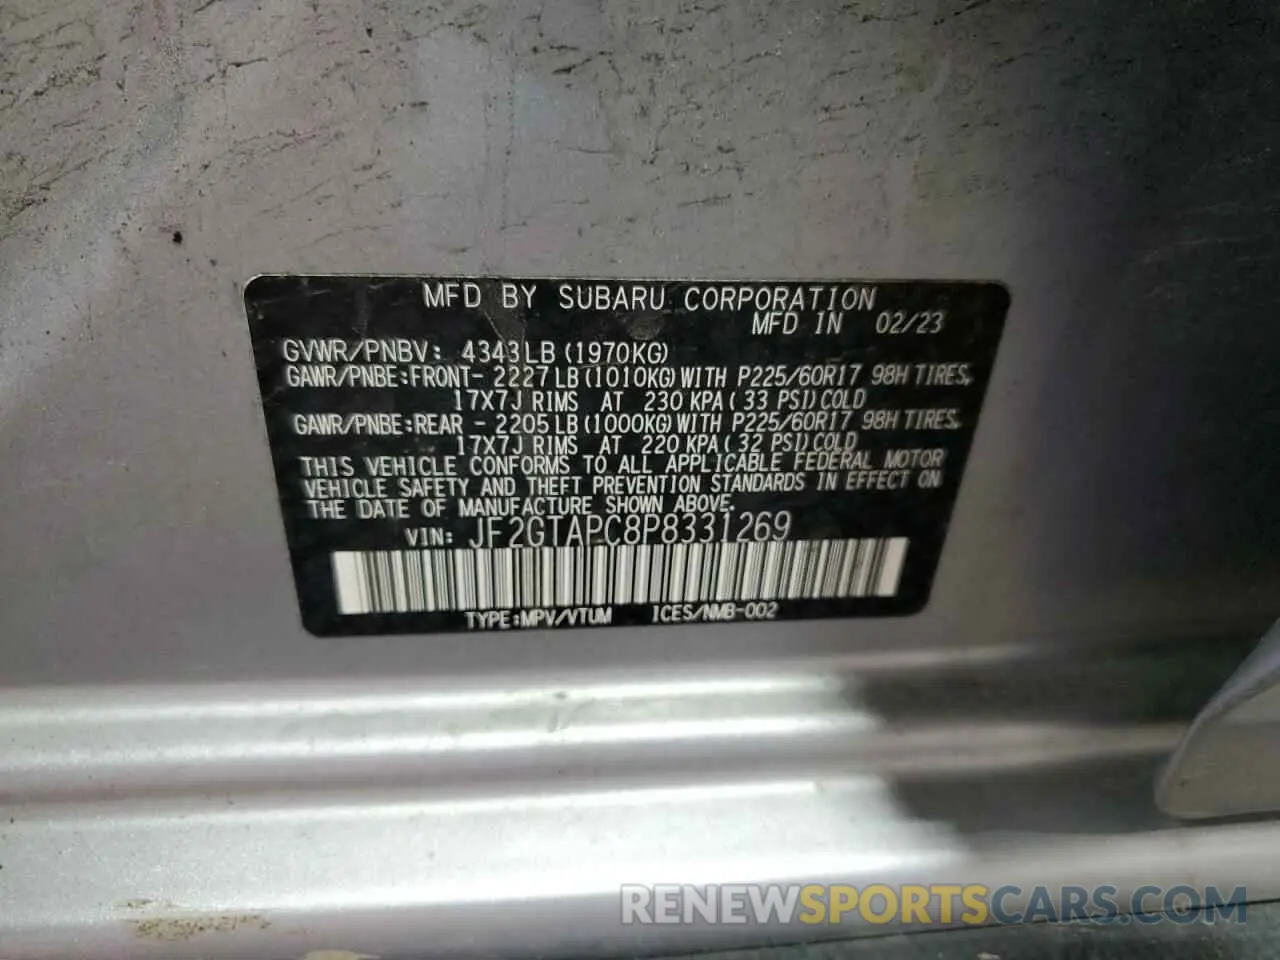 MFD BY SUBARU CORPORATION
MFD IN 02/23
GVWR/PNBV: 4343LB (1970KG)
GAWR/PNBE:FRONT- 2227LB(1010KG)WITH P225/60R17 98H TIRES,
17X7J RIMS AT 230 KPA( 33 PSI)COLD
GAWR/PNBE:REAR - 2205LB(1000KG)WITH P225/60R17 98H TIRES,
17X7J RIMS AT 220 KPA( 32 PSI)COLD
THIS VEHICLE CONFORMS TO ALL APPLICABLE FEDERAL MOTOR
VEHICLE SAFETY AND THEFT PREVENTION STANDARDS IN EFFECT ON
THE DATE OF MANUFACTURE SHOWN ABOVE.
VIN: JF2GTAPC8P8331269
TYPE:MPV/VTUM ICES/NMB-002
RENEWSPORTSCARS.COM